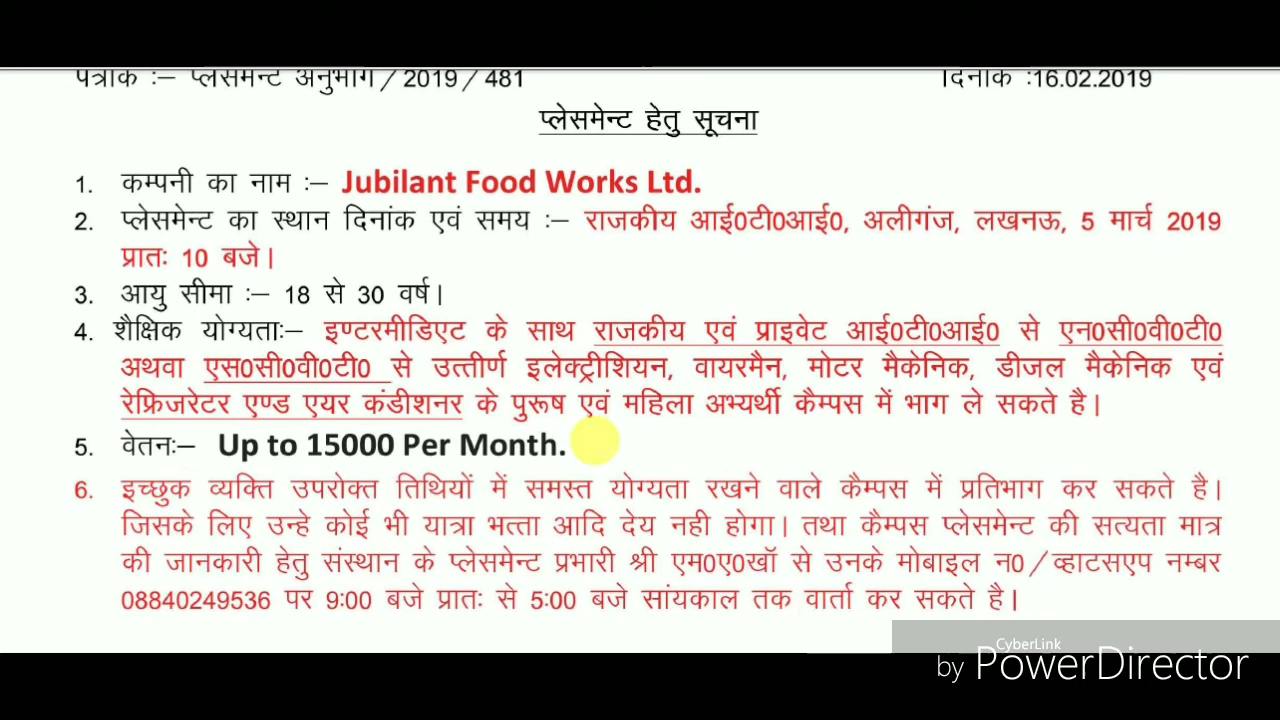 पत्रांक :– प्लेसमेन्ट अनुभाग / 2019 / 481 दिनांक :16.02.2019
प्लेसमेन्ट हेतु सूचना
1. कम्पनी का नाम :– Jubilant Food Works Ltd.
2. प्लेसमेन्ट का स्थान दिनांक एवं समय :– राजकीय आई0टी0आई0, अलीगंज, लखनऊ, 5 मार्च 2019
प्रातः 10 बजे।
3. आयु सीमा :– 18 से 30 वर्ष।
4. शैक्षिक योग्यताः– इण्टरमीडिएट के साथ राजकीय एवं प्राइवेट आई0टी0आई0 से एन0सी0वी0टी0
अथवा एस0सी0वी0टी0 से उत्तीर्ण इलेक्ट्रीशियन, वायरमैन, मोटर मैकेनिक, डीजल मैकेनिक एवं
रेफ्रिजरेटर एण्ड एयर कंडीशनर के पुरूष एवं महिला अभ्यर्थी कैम्पस में भाग ले सकते है।
5. वेतनः– Up to 15000 Per Month.
6. इच्छुक व्यक्ति उपरोक्त तिथियों में समस्त योग्यता रखने वाले कैम्पस में प्रतिभाग कर सकते है।
जिसके लिए उन्हे कोई भी यात्रा भत्ता आदि देय नही होगा। तथा कैम्पस प्लेसमेन्ट की सत्यता मात्र
की जानकारी हेतु संस्थान के प्लेसमेन्ट प्रभारी श्री एम0ए0खॉ से उनके मोबाइल न0 / व्हाटसएप नम्बर
08840249536 पर 9:00 बजे प्रातः से 5:00 बजे सांयकाल तक वार्ता कर सकते है।
CyberLink
by PowerDirector